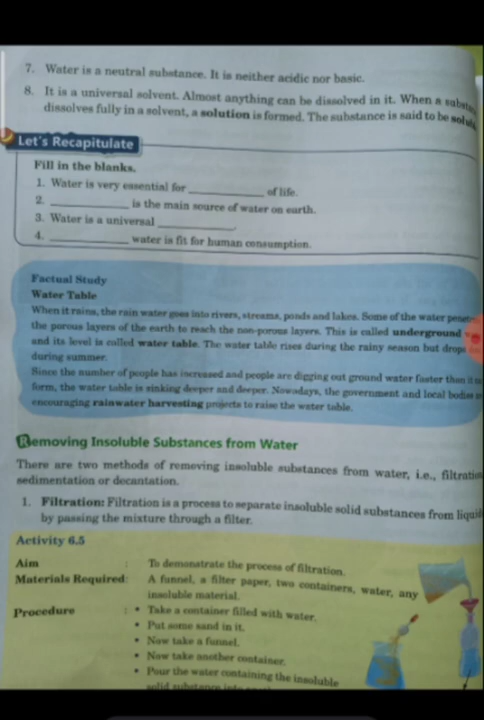 7. Water is a neutral substance. It is neither acidic nor basic.
8. It is a universal solvent. Almost anything can be dissolved in it. When a
dissolves fully in a solvent, a solution is formed. The substance is said to be
Let's Recapitulate
Fill in the blanks.
1. Water is very essential for ____________ of life.
2. ____________ is the main source of water on earth.
3. Water is a universal ____________.
4. ____________ water is fit for human consumption.
Factual Study
Water Table
When it rains, the rain water goes into rivers, streams, ponds and lakes. Some of the water
the porous layers of the earth to reach the non-porous layers. This is called underground
and its level is called water table. The water table rises during the rainy season but drops
during summer.
Since the number of people has increased and people are digging out ground water faster than it
form, the water table is sinking deeper and deeper. Nowadays, the government and local bodies
encouraging rainwater harvesting projects to raise the water table.
Removing Insoluble Substances from Water
There are two methods of removing insoluble substances from water, i.e., filtration
sedimentation or decantation.
1. Filtration: Filtration is a process to separate insoluble solid substances from
by passing the mixture through a filter.
Activity 6.5
Aim : To demonstrate the process of filtration.
Materials Required: A funnel, a filter paper, two containers, water, any
insoluble material.
Procedure : • Take a container filled with water.
• Put some sand in it.
• Now take a funnel.
• Now take another container.
• Pour the water containing the insoluble
solid substance into